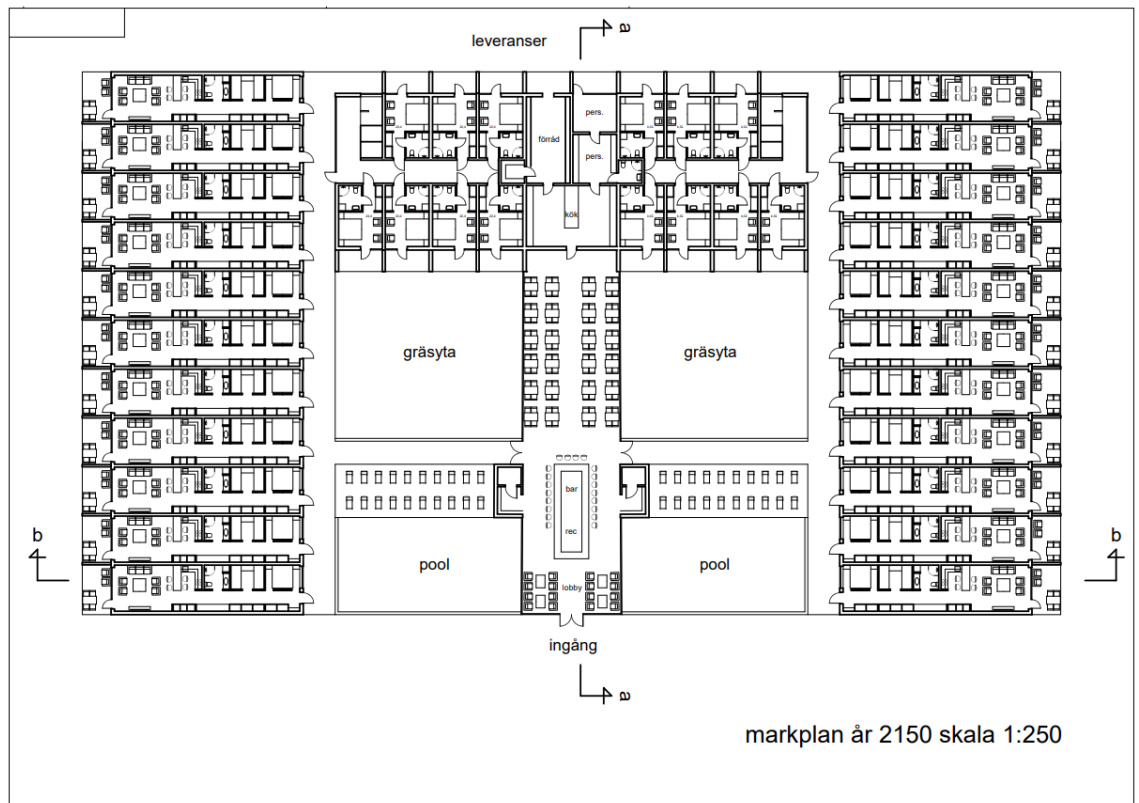 a
leveranser
pers.
förråd
pers.
kök
gräsyta
gräsyta
bar
rec
b
b
pool
pool
lobby
ingång
a
markplan år 2150 skala 1:250